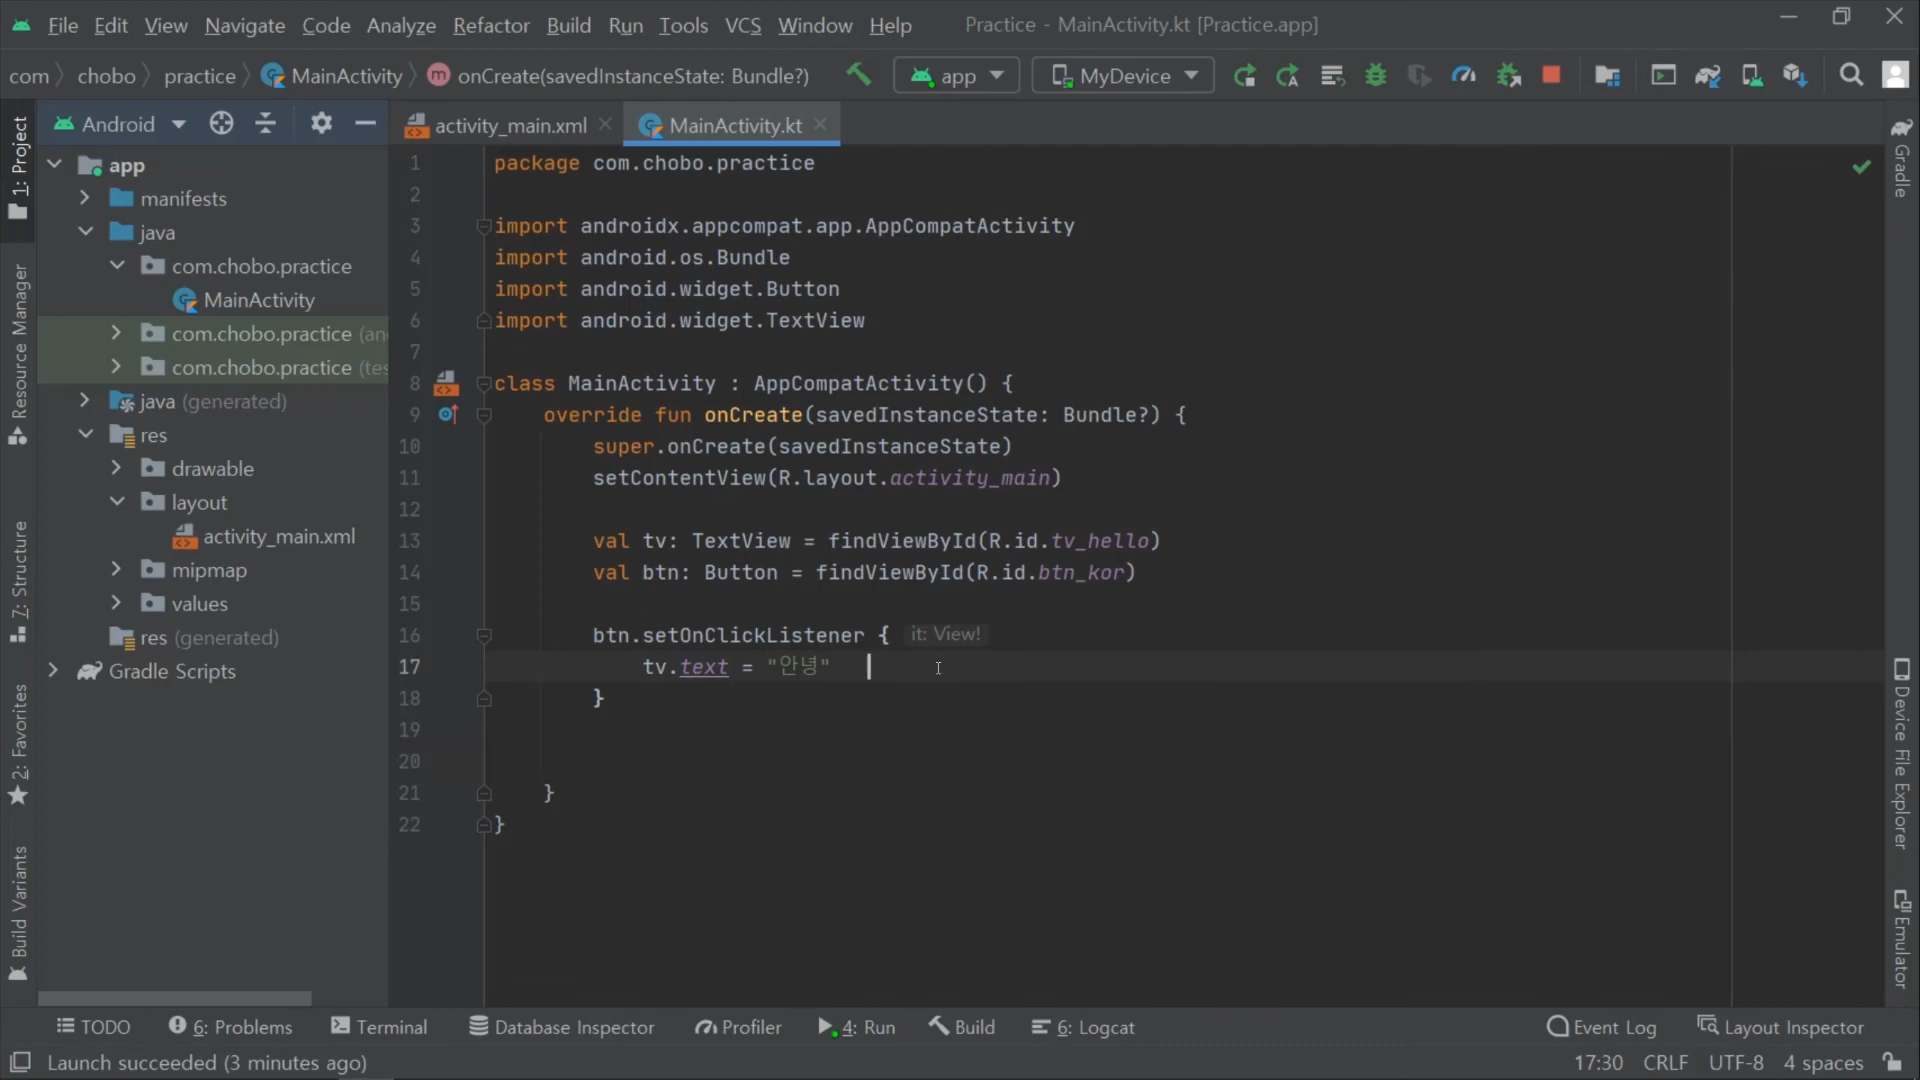 File Edit View Navigate Code Analyze Refactor Build Run Tools VCS Window Help Practice - MainActivity.kt [Practice.app]
com chobo practice MainActivity onCreate(savedInstanceState: Bundle?) app MyDevice
Android
activity_main.xml MainActivity.kt
1: Project
Resource Manager
7: Structure
2: Favorites
Build Variants
app
manifests
java
com.chobo.practice
MainActivity
com.chobo.practice (an
com.chobo.practice (tes
java (generated)
res
drawable
layout
activity_main.xml
mipmap
values
res (generated)
Gradle Scripts
1 package com.chobo.practice
2
3 import androidx.appcompat.app.AppCompatActivity
4 import android.os.Bundle
5 import android.widget.Button
6 import android.widget.TextView
7
8 class MainActivity : AppCompatActivity() {
9 override fun onCreate(savedInstanceState: Bundle?) {
10 super.onCreate(savedInstanceState)
11 setContentView(R.layout.activity_main)
12
13 val tv: TextView = findViewById(R.id.tv_hello)
14 val btn: Button = findViewById(R.id.btn_kor)
15
16 btn.setOnClickListener { it: View!
17 tv.text = "안녕"
18 }
19
20
21 }
22 }
Gradle
Device File Explorer
Emulator
TODO 6: Problems Terminal Database Inspector Profiler 4: Run Build 6: Logcat Event Log Layout Inspector
Launch succeeded (3 minutes ago) 17:30 CRLF UTF-8 4 spaces